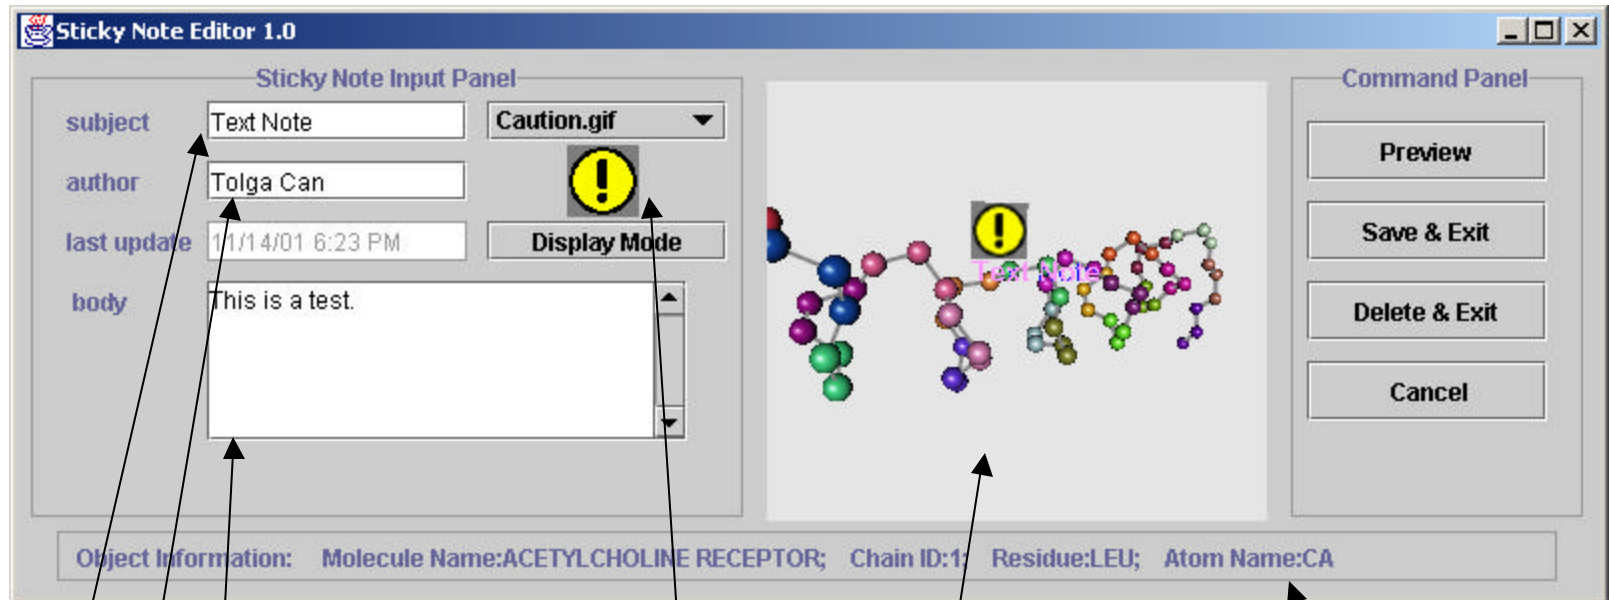 Sticky Note Editor 1.0
Sticky Note Input Panel
subject Text Note Caution.gif
author Tolga Can
last update 11/14/01 6:23 PM Display Mode
body This is a test.
Text Note
Command Panel
Preview
Save & Exit
Delete & Exit
Cancel
Object Information: Molecule Name:ACETYLCHOLINE RECEPTOR; Chain ID:1; Residue:LEU; Atom Name:CA